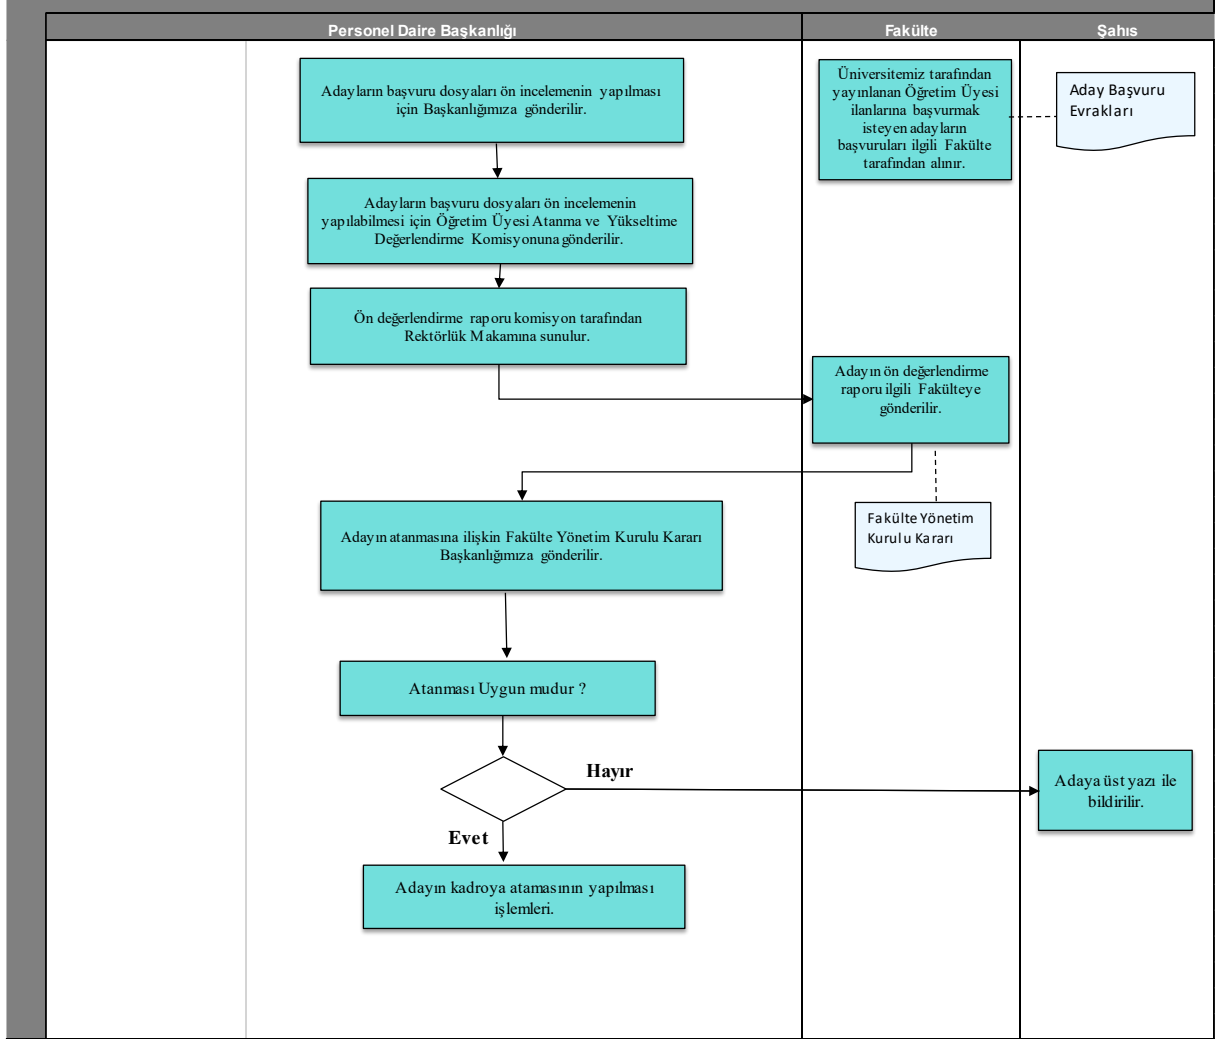 Personel Daire Başkanlığı
Fakülte
Şahıs
Adayların başvuru dosyaları ön incelemenin yapılması
için Başkanlığımıza gönderilir.
Üniversitemiz tarafından
yayınlanan Öğretim Üyesi
ilanlarına başvurmak
isteyen adayların
başvuruları ilgili Fakülte
tarafından alınır.
Aday Başvuru
Evrakları
Adayların başvuru dosyaları ön incelemenin
yapılabilmesi için Öğretim Üyesi Atanma ve Yükseltime
Değerlendirme Komisyonuna gönderilir.
Ön değerlendirme raporu komisyon tarafından
Rektörlük Makamına sunulur.
Adayın ön değerlendirme
raporu ilgili Fakülteye
gönderilir.
Adayın atanmasına ilişkin Fakülte Yönetim Kurulu Kararı
Başkanlığımıza gönderilir.
Fakülte Yönetim
Kurulu Kararı
Atanması Uygun mudur ?
Hayır
Adaya üst yazı ile
bildirilir.
Evet
Adayın kadroya atamasının yapılması
işlemleri.